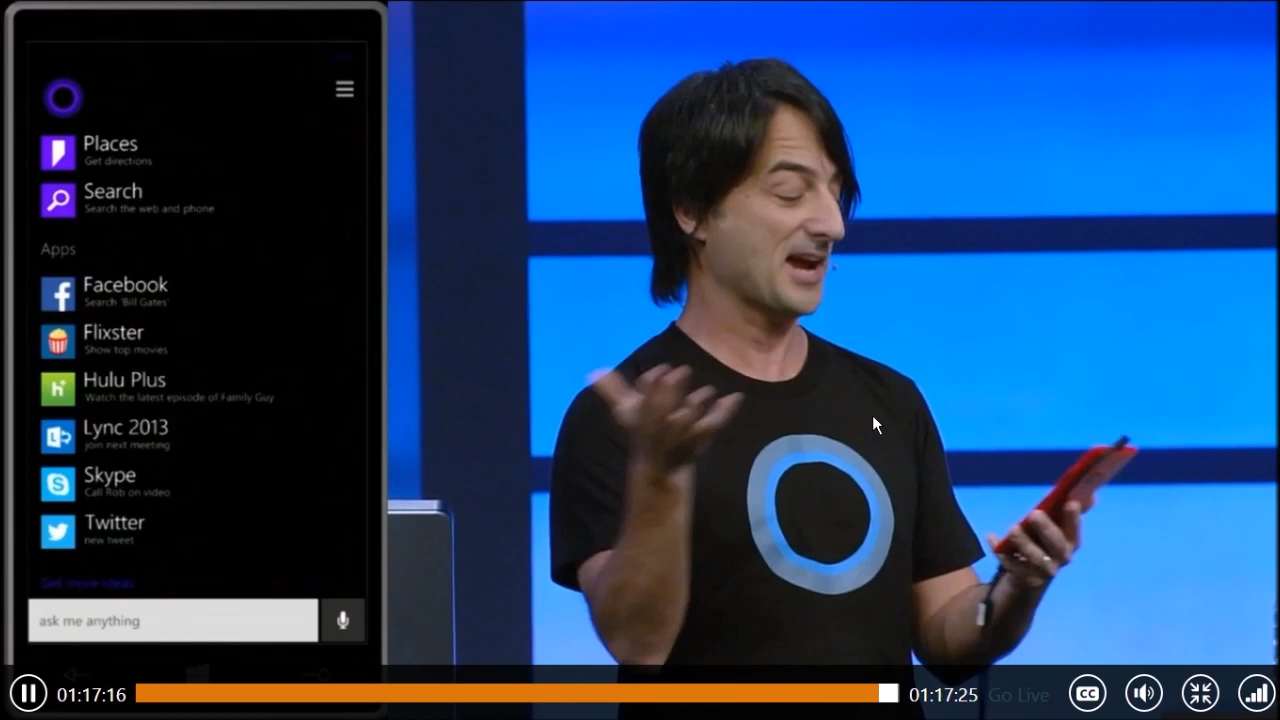 Places
Get directions
Search
Search the web and phone
Apps
Facebook
Search 'Bill Gates'
Flixster
Show top movies
Hulu Plus
Watch the latest episode of Family Guy
Lync 2013
join next meeting
Skype
Call Rob on video
Twitter
new tweet
Get more ideas
ask me anything
01:17:16
01:17:25
Go Live
CC